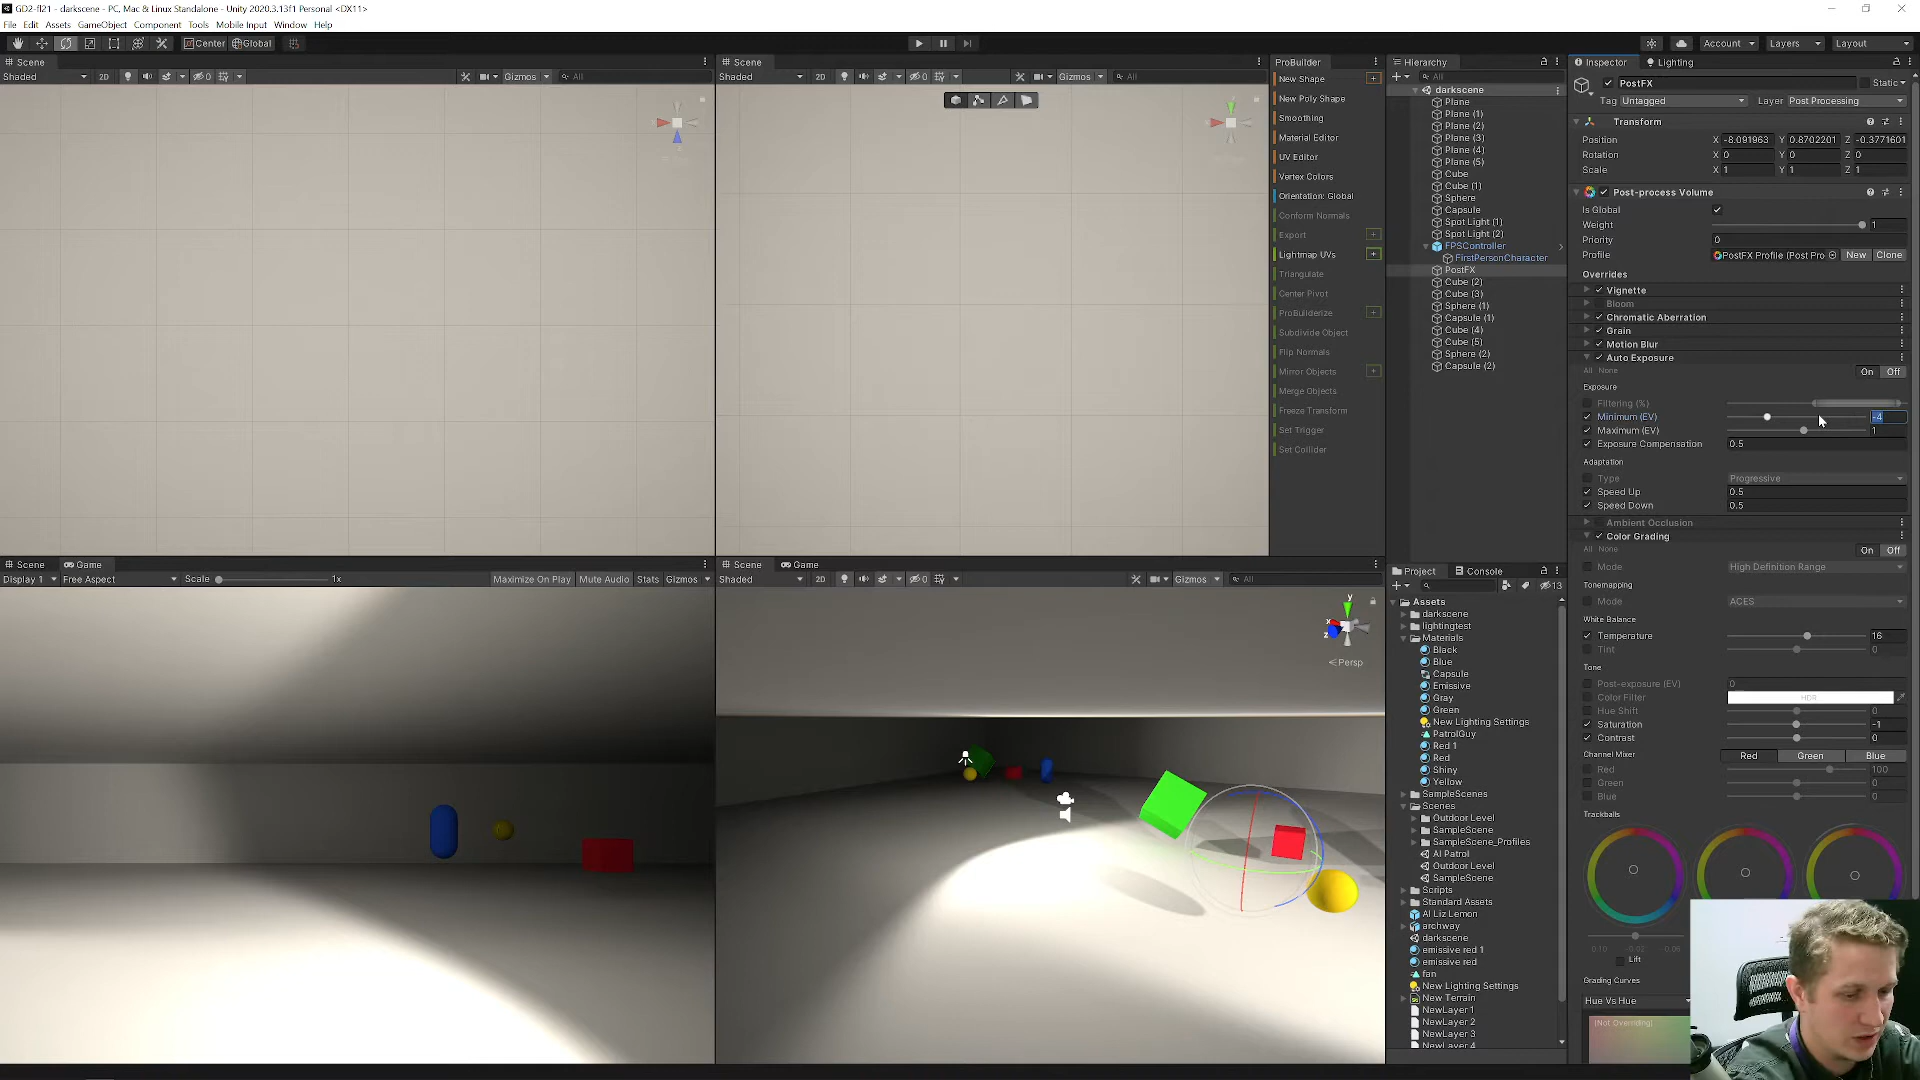 GD2-fl21 - darkscene - PC, Mac & Linux Standalone - Unity 2020.3.13f1 Personal <DX11>
File Edit Assets GameObject Component Tools Mobile Input Window Help
Center Global Account Layers Layout
Scene
Shaded 2D 0 Gizmos All
Scene
Shaded 2D 0 Gizmos All
ProBuilder
New Shape
New Poly Shape
Smoothing
Material Editor
UV Editor
Vertex Colors
Orientation: Global
Conform Normals
Export
Lightmap UVs
Triangulate
Center Pivot
ProBuilderize
Subdivide Object
Flip Normals
Mirror Objects
Merge Objects
Freeze Transform
Set Trigger
Set Collider
Hierarchy
All
darkscene
Plane
Plane (1)
Plane (2)
Plane (3)
Plane (4)
Plane (5)
Cube
Cube (1)
Sphere
Capsule
Spot Light (1)
Spot Light (2)
FPSController
FirstPersonCharacter
PostFX
Cube (2)
Cube (3)
Sphere (1)
Capsule (1)
Cube (4)
Cube (5)
Sphere (2)
Capsule (2)
Inspector Lighting
PostFX Static
Tag Untagged Layer Post Processing
Transform
Position X -8.091963 Y 0.8702201 Z -0.3771601
Rotation X 0 Y 0 Z 0
Scale X 1 Y 1 Z 1
Post-process Volume
Is Global
Weight 1
Priority 0
Profile PostFX Profile (Post Pro New Clone
Overrides
Vignette
Bloom
Chromatic Aberration
Grain
Motion Blur
Auto Exposure
All None On Off
Exposure
Filtering (%)
Minimum (EV) -4
Maximum (EV) 1
Exposure Compensation 0.5
Adaptation
Type Progressive
Speed Up 0.5
Speed Down 0.5
Ambient Occlusion
Color Grading
All None On Off
Mode High Definition Range
Tonemapping
Mode ACES
White Balance
Temperature 16
Tint 0
Tone
Post-exposure (EV) 0
Color Filter HDR
Hue Shift 0
Saturation -1
Contrast 0
Channel Mixer Red Green Blue
Red 100
Green 0
Blue 0
Trackballs
0.10 -0.02 -0.06
Lift
Grading Curves
Hue Vs Hue
(Not Overriding)
Scene Game
Display 1 Free Aspect Scale 1x Maximize On Play Mute Audio Stats Gizmos
Scene Game
Shaded 2D 0 Gizmos All
y
x
z
Persp
Project Console
13
Assets
darkscene
lightingtest
Materials
Black
Blue
Capsule
Emissive
Gray
Green
New Lighting Settings
PatrolGuy
Red 1
Red
Shiny
Yellow
SampleScenes
Scenes
Outdoor Level
SampleScene
SampleScene_Profiles
AI Patrol
Outdoor Level
SampleScene
Scripts
Standard Assets
AI Liz Lemon
archway
darkscene
emissive red 1
emissive red
fan
New Lighting Settings
New Terrain
NewLayer 1
NewLayer 2
NewLayer 3
NewLayer 4